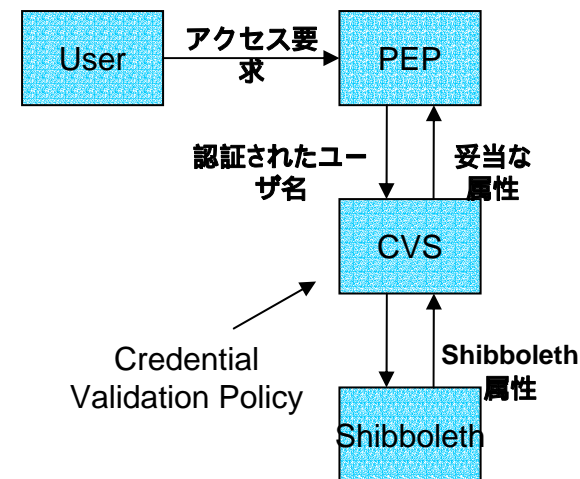 User
アクセス要
求
PEP
認証されたユー
ザ名
妥当な
属性
CVS
Credential
Validation Policy
Shibboleth
属性
Shibboleth